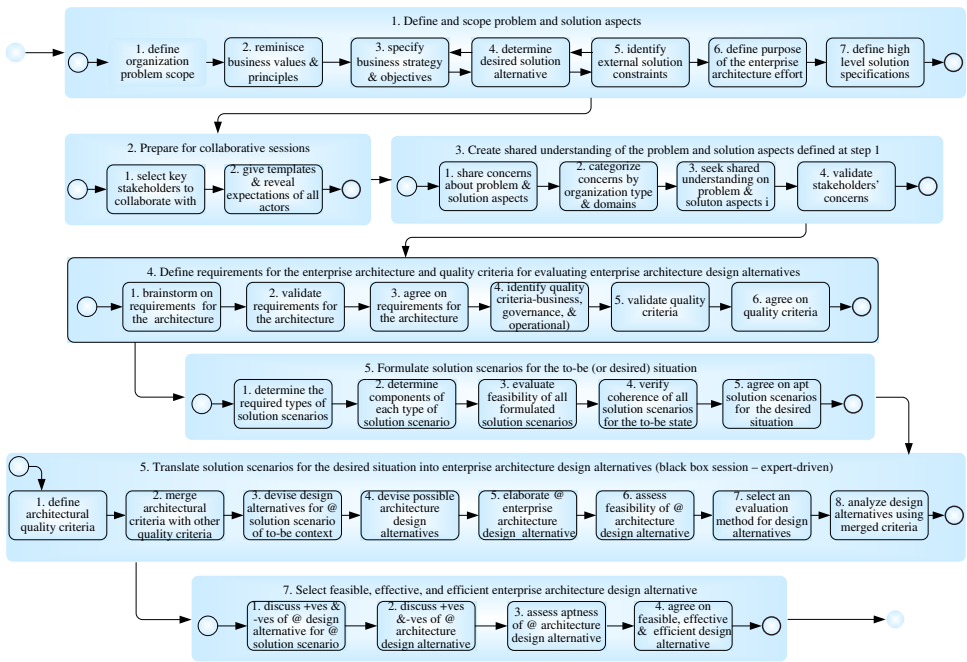 1. Define and scope problem and solution aspects
1. define
organization
problem scope
2. reminisce
business values &
principles
3. specify
business strategy
& objectives
4. determine
desired solution
alternative
5. identify
external solution
constraints
6. define purpose
of the enterprise
architecture effort
7. define high
level solution
specifications
2. Prepare for collaborative sessions
1. select key
stakeholders to
collaborate with
2. give templates
& reveal
expectations of all
actors
3. Create shared understanding of the problem and solution aspects defined at step 1
1. share concerns
about problem &
solution aspects
2. categorize
concerns by
organization type
& domains
3. seek shared
understanding on
problem &
soluton aspects i
4. validate
stakeholders'
concerns
4. Define requirements for the enterprise architecture and quality criteria for evaluating enterprise architecture design alternatives
1. brainstorm on
requirements for
the architecture
2. validate
requirements for
the architecture
3. agree on
requirements for
the architecture
4. identify quality
criteria-business,
governance, &
operational)
5. validate quality
criteria
6. agree on
quality criteria
5. Formulate solution scenarios for the to-be (or desired) situation
1. determine the
required types of
solution scenarios
2. determine
components of
each type of
solution scenario
3. evaluate
feasibility of all
formulated
solution scenarios
4. verify
coherence of all
solution scenarios
for the to-be state
5. agree on apt
solution scenarios
for the desired
situation
5. Translate solution scenarios for the desired situation into enterprise architecture design alternatives (black box session – expert-driven)
1. define
architectural
quality criteria
2. merge
architectural
criteria with other
quality criteria
3. devise design
alternatives for @
solution scenario
of to-be context
4. devise possible
architecture
design
alternatives
5. elaborate @
enterprise
architecture
design alternative
6. assess
feasibility of @
architecture
design alternative
7. select an
evaluation
method for design
alternatives
8. analyze design
alternatives using
merged criteria
7. Select feasible, effective, and efficient enterprise architecture design alternative
1. discuss +ves &
-ves of @ design
alternative for @
solution scenario
2. discuss +ves
&-ves of @
architecture
design alternative
3. assess aptness
of @ architecture
design alternative
4. agree on
feasible, effective
& efficient design
alternative